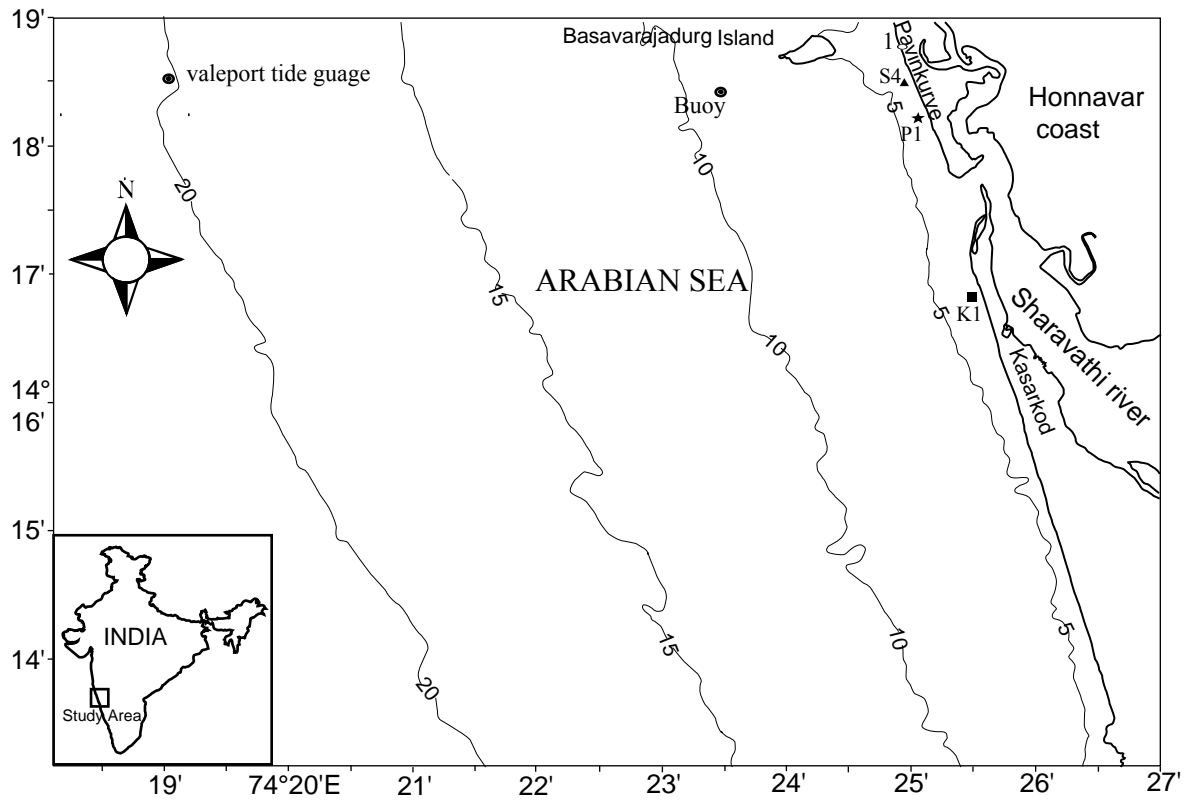 19'
Basavarajadurg Island
1
Pavinkurve
valeport tide guage
S4
Honnavar
coast
Buoy
5
P1
18'
10
20
N
17'
ARABIAN SEA
15
5
K1
Sharavathi river
10
Kasarkod
14°
16'
15'
INDIA
Study Area
14'
5
10
15
20
19'
74°20'E
21'
22'
23'
24'
25'
26'
27'